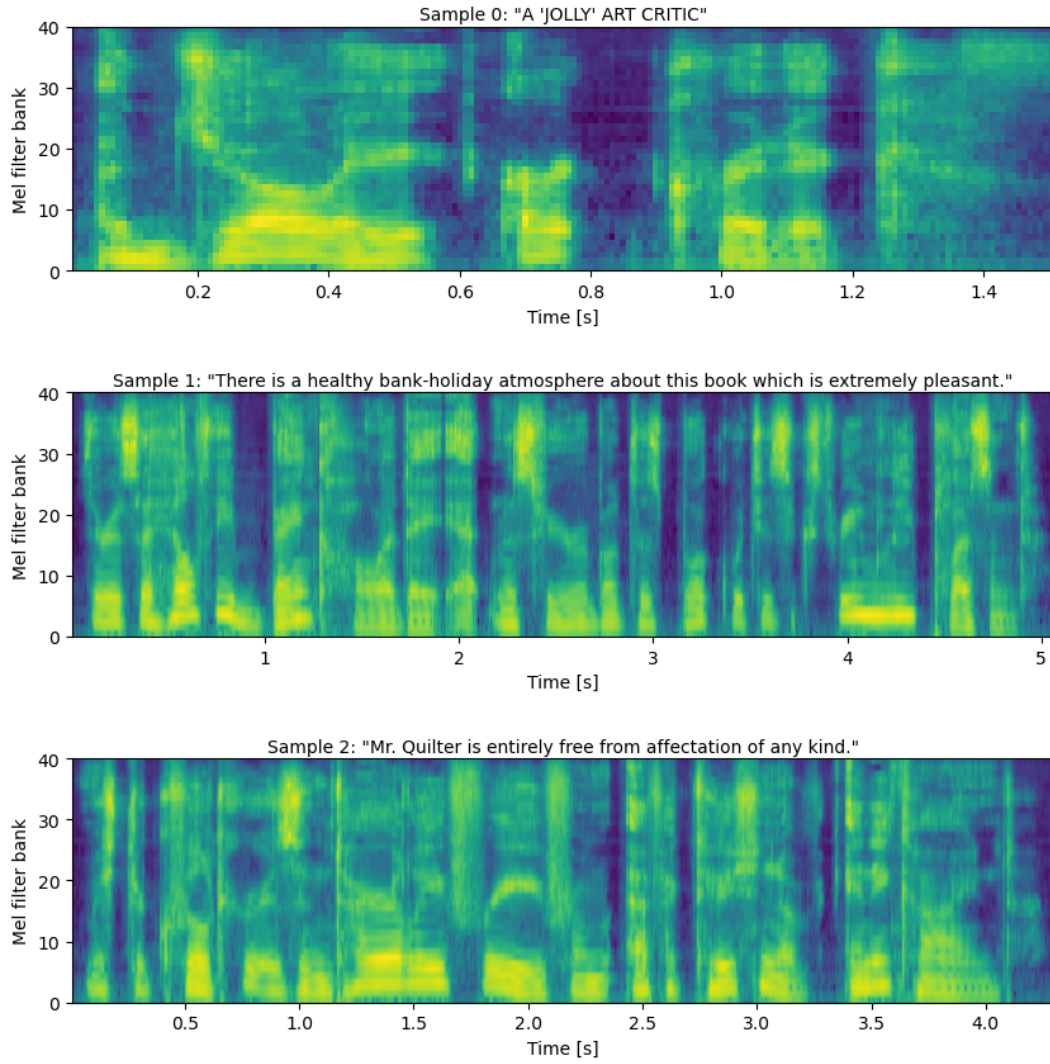 Sample 0: "A 'JOLLY' ART CRITIC"
40
30
20
10
0
Mel filter bank
0.2 0.4 0.6 0.8 1.0 1.2 1.4
Time [s]
Sample 1: "There is a healthy bank-holiday atmosphere about this book which is extremely pleasant."
40
30
20
10
0
Mel filter bank
1 2 3 4 5
Time [s]
Sample 2: "Mr. Quilter is entirely free from affectation of any kind."
40
30
20
10
0
Mel filter bank
0.5 1.0 1.5 2.0 2.5 3.0 3.5 4.0
Time [s]